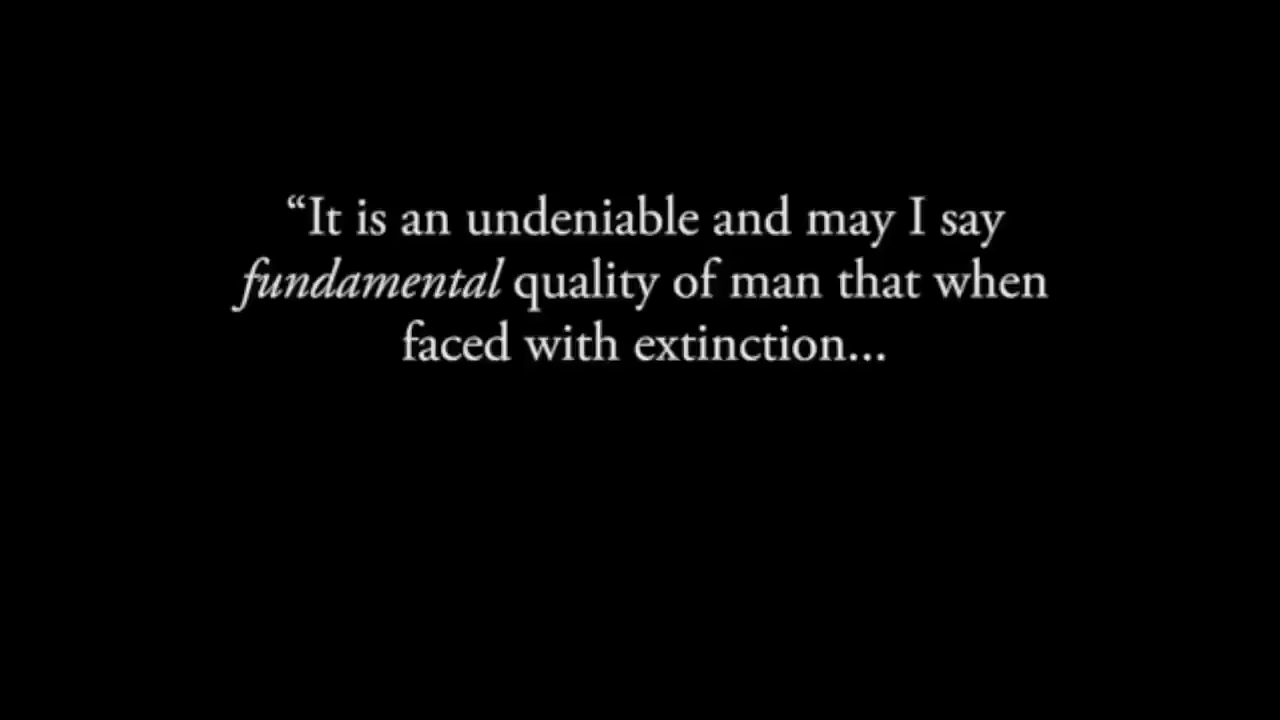 “It is an undeniable and may I say
fundamental quality of man that when
faced with extinction...